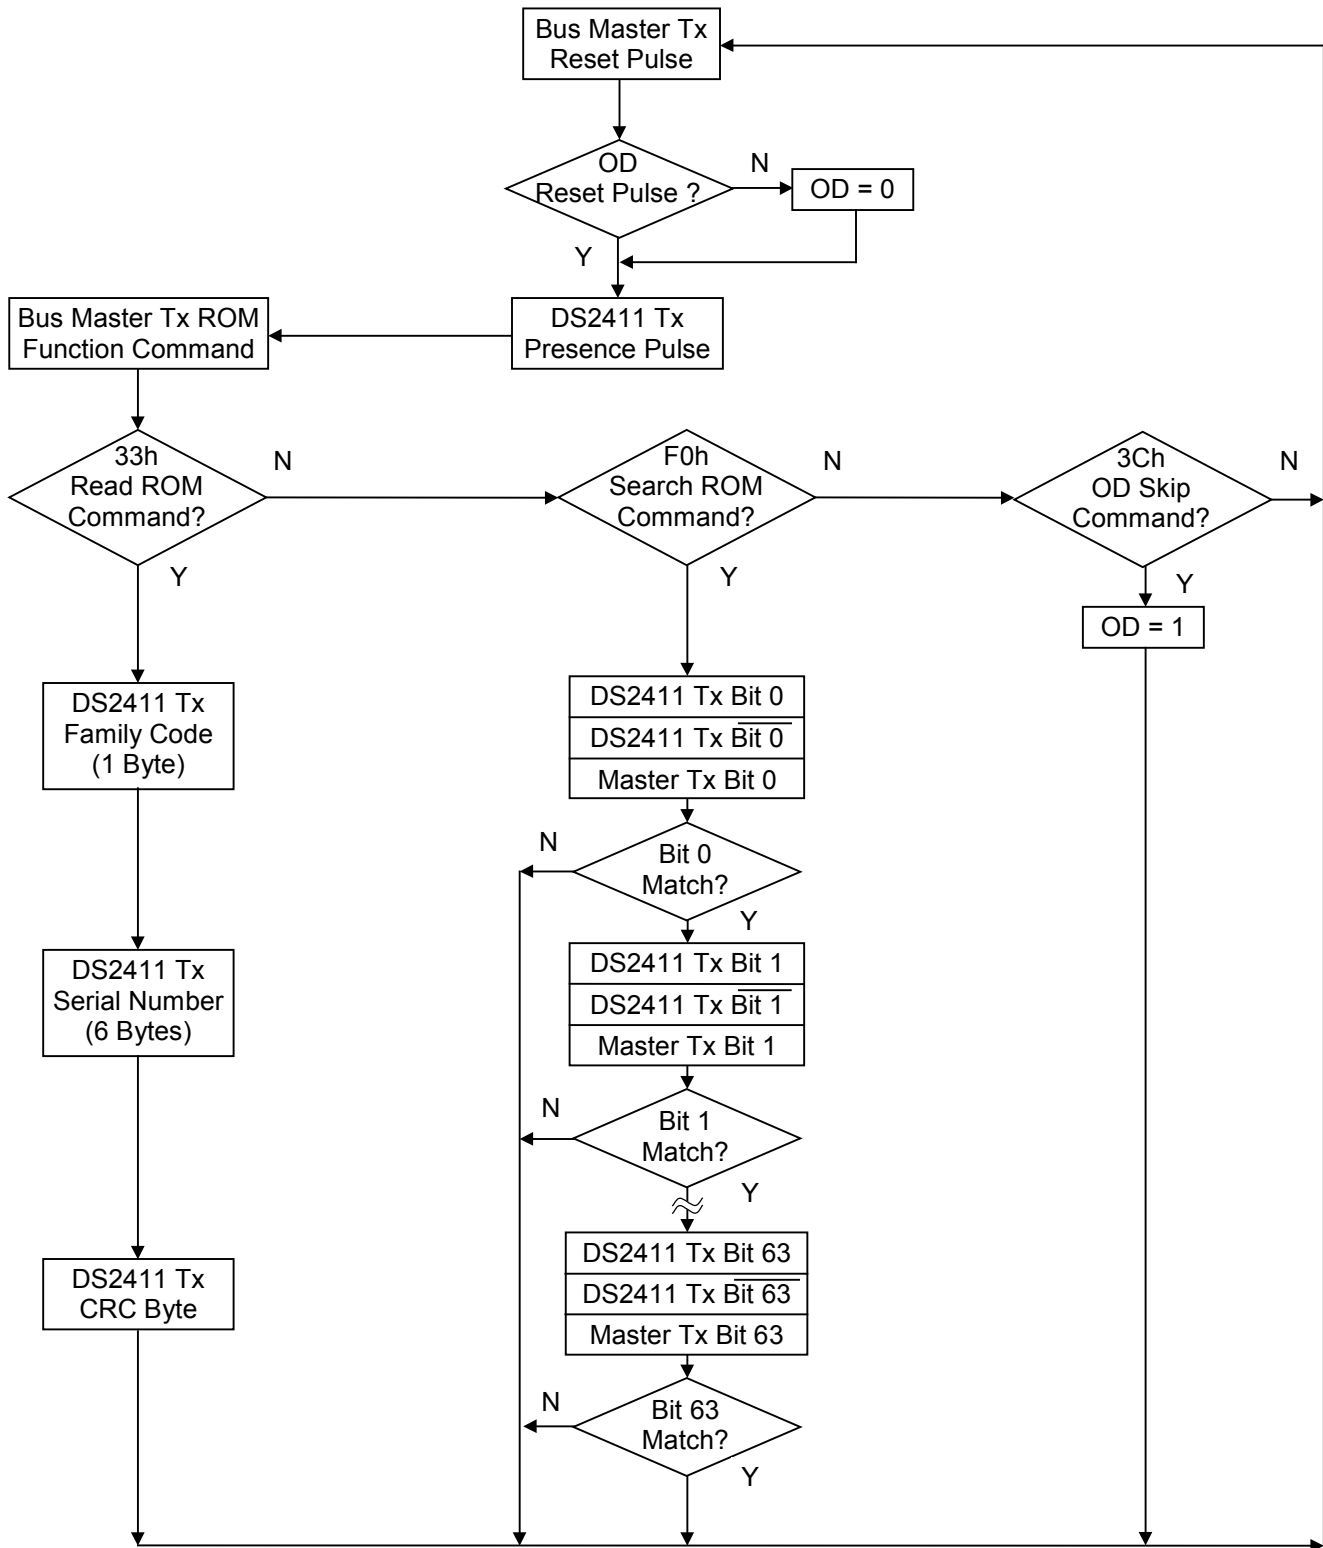 Bus Master Tx
Reset Pulse
OD
Reset Pulse ?
N
OD = 0
Y
Bus Master Tx ROM
Function Command
DS2411 Tx
Presence Pulse
33h
Read ROM
Command?
N
Y
F0h
Search ROM
Command?
N
Y
3Ch
OD Skip
Command?
N
Y
OD = 1
DS2411 Tx
Family Code
(1 Byte)
DS2411 Tx Bit 0
DS2411 Tx B̅i̅t̅ ̅0̅
Master Tx Bit 0
Bit 0
Match?
N
Y
DS2411 Tx
Serial Number
(6 Bytes)
DS2411 Tx Bit 1
DS2411 Tx B̅i̅t̅ ̅1̅
Master Tx Bit 1
Bit 1
Match?
N
Y
DS2411 Tx
CRC Byte
DS2411 Tx Bit 63
DS2411 Tx B̅i̅t̅ ̅6̅3̅
Master Tx Bit 63
Bit 63
Match?
N
Y